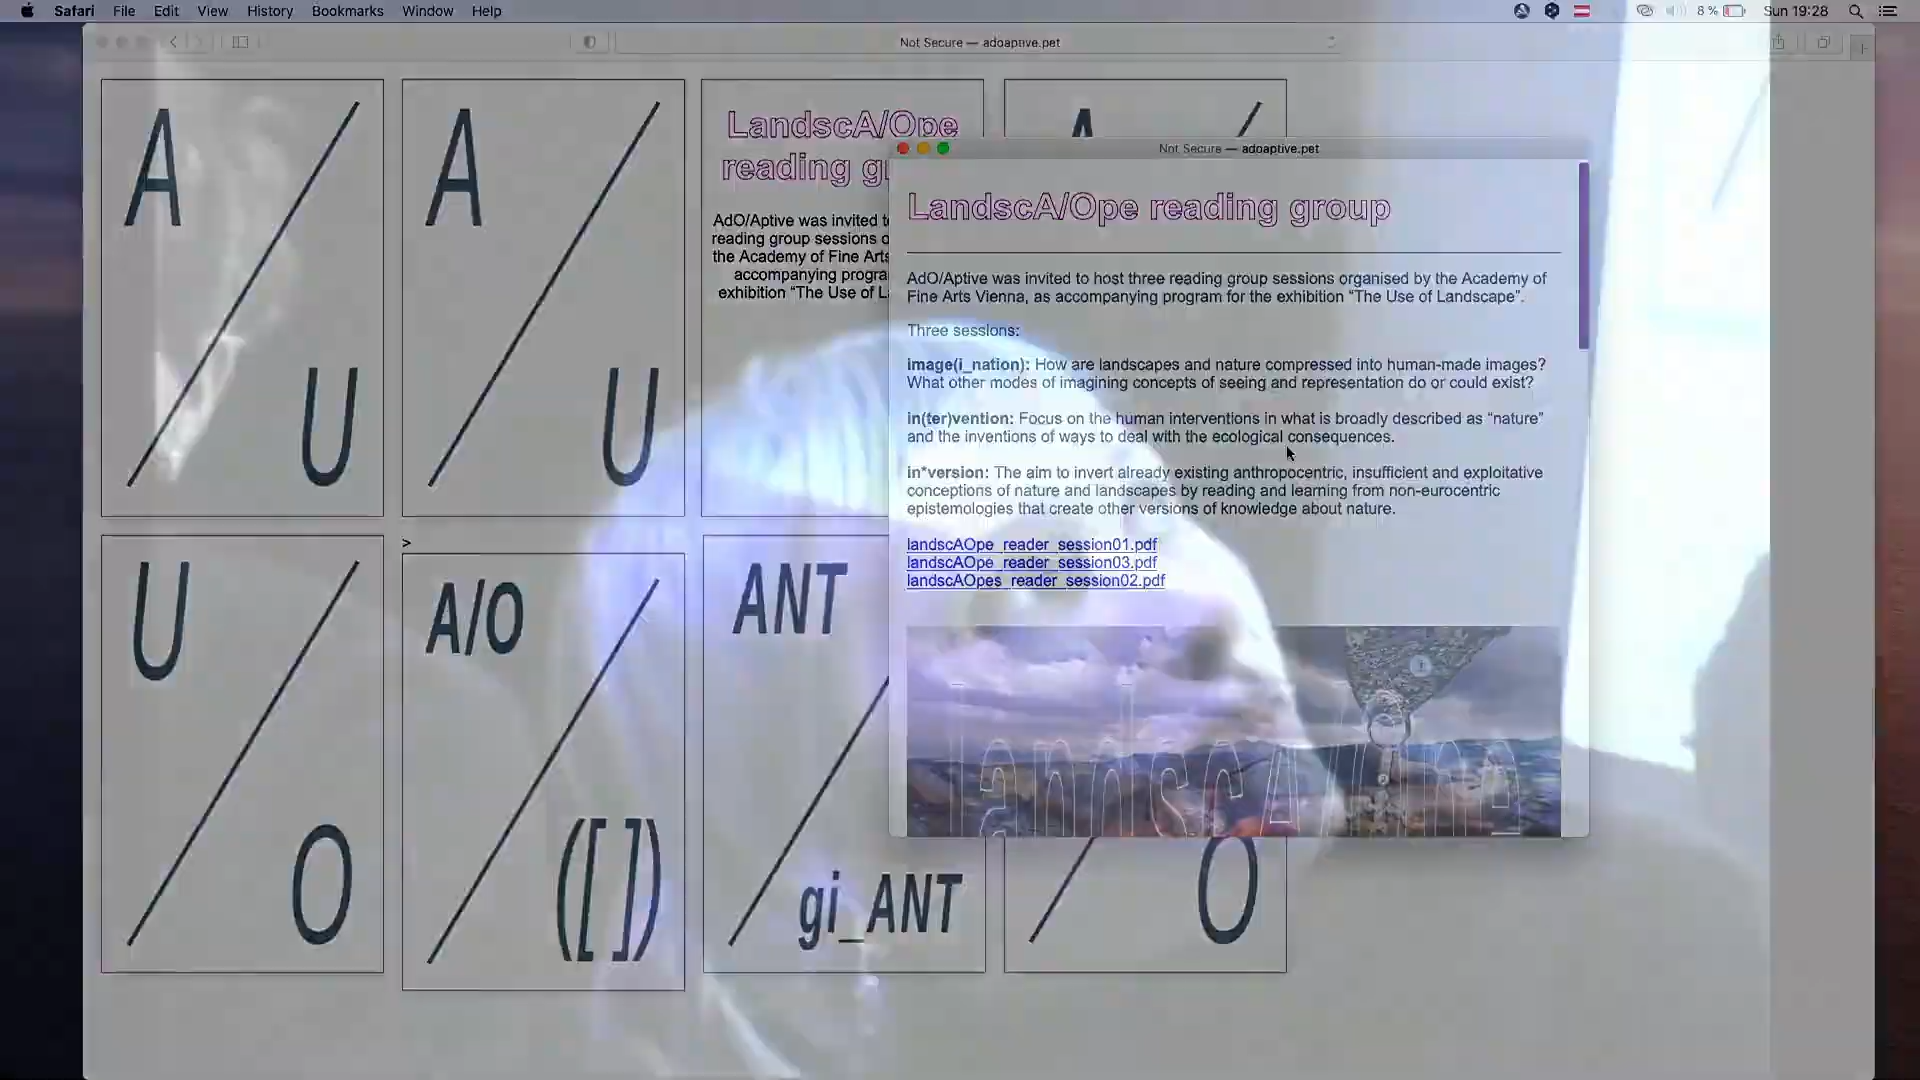 Safari File Edit View History Bookmarks Window Help
8 % Sun 19:28
Not Secure — adoaptive.pet
A
U
A
U
LandscA/Ope
reading gr
AdO/Aptive was invited to
reading group sessions o
the Academy of Fine Arts
accompanying progra
exhibition “The Use of La
A
Not Secure — adoaptive.pet
LandscA/Ope reading group
AdO/Aptive was invited to host three reading group sessions organised by the Academy of
Fine Arts Vienna, as accompanying program for the exhibition “The Use of Landscape”.
Three sessions:
image(i_nation): How are landscapes and nature compressed into human-made images?
What other modes of imagining concepts of seeing and representation do or could exist?
in(ter)vention: Focus on the human interventions in what is broadly described as “nature”
and the inventions of ways to deal with the ecological consequences.
in*version: The aim to invert already existing anthropocentric, insufficient and exploitative
conceptions of nature and landscapes by reading and learning from non-eurocentric
epistemologies that create other versions of knowledge about nature.
landscAOpe_reader_session01.pdf
landscAOpe_reader_session03.pdf
landscAOpes_reader_session02.pdf
landscA/Ope
U
O
>
A/O
([ ])
ANT
gi_ANT
O